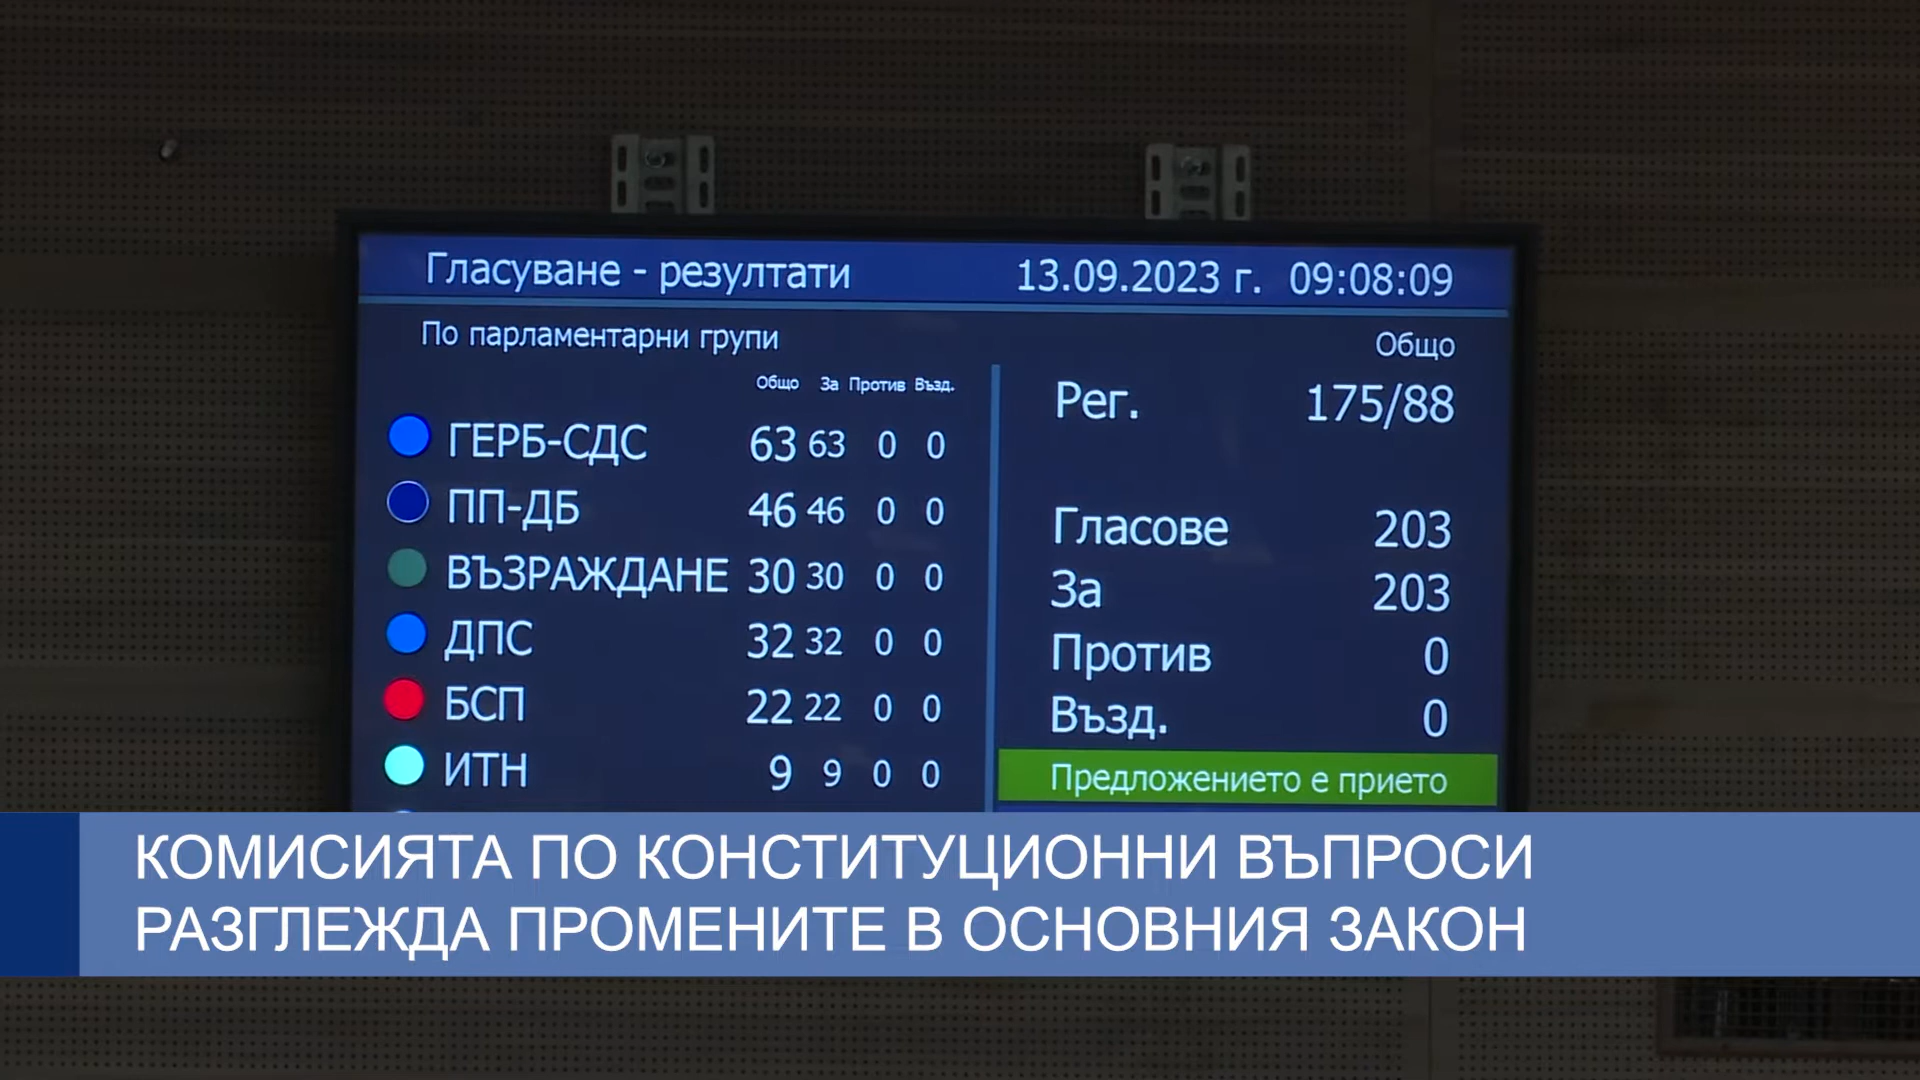 Гласуване - резултати 13.09.2023 г. 09:08:09
По парламентарни групи
Общо За Против Възд.
ГЕРБ-СДС 63 63 0 0
ПП-ДБ 46 46 0 0
ВЪЗРАЖДАНЕ 30 30 0 0
ДПС 32 32 0 0
БСП 22 22 0 0
ИТН 9 9 0 0
Общо
Рег. 175/88
Гласове 203
За 203
Против 0
Възд. 0
Предложението е прието
КОМИСИЯТА ПО КОНСТИТУЦИОННИ ВЪПРОСИ
РАЗГЛЕЖДА ПРОМЕНИТЕ В ОСНОВНИЯ ЗАКОН